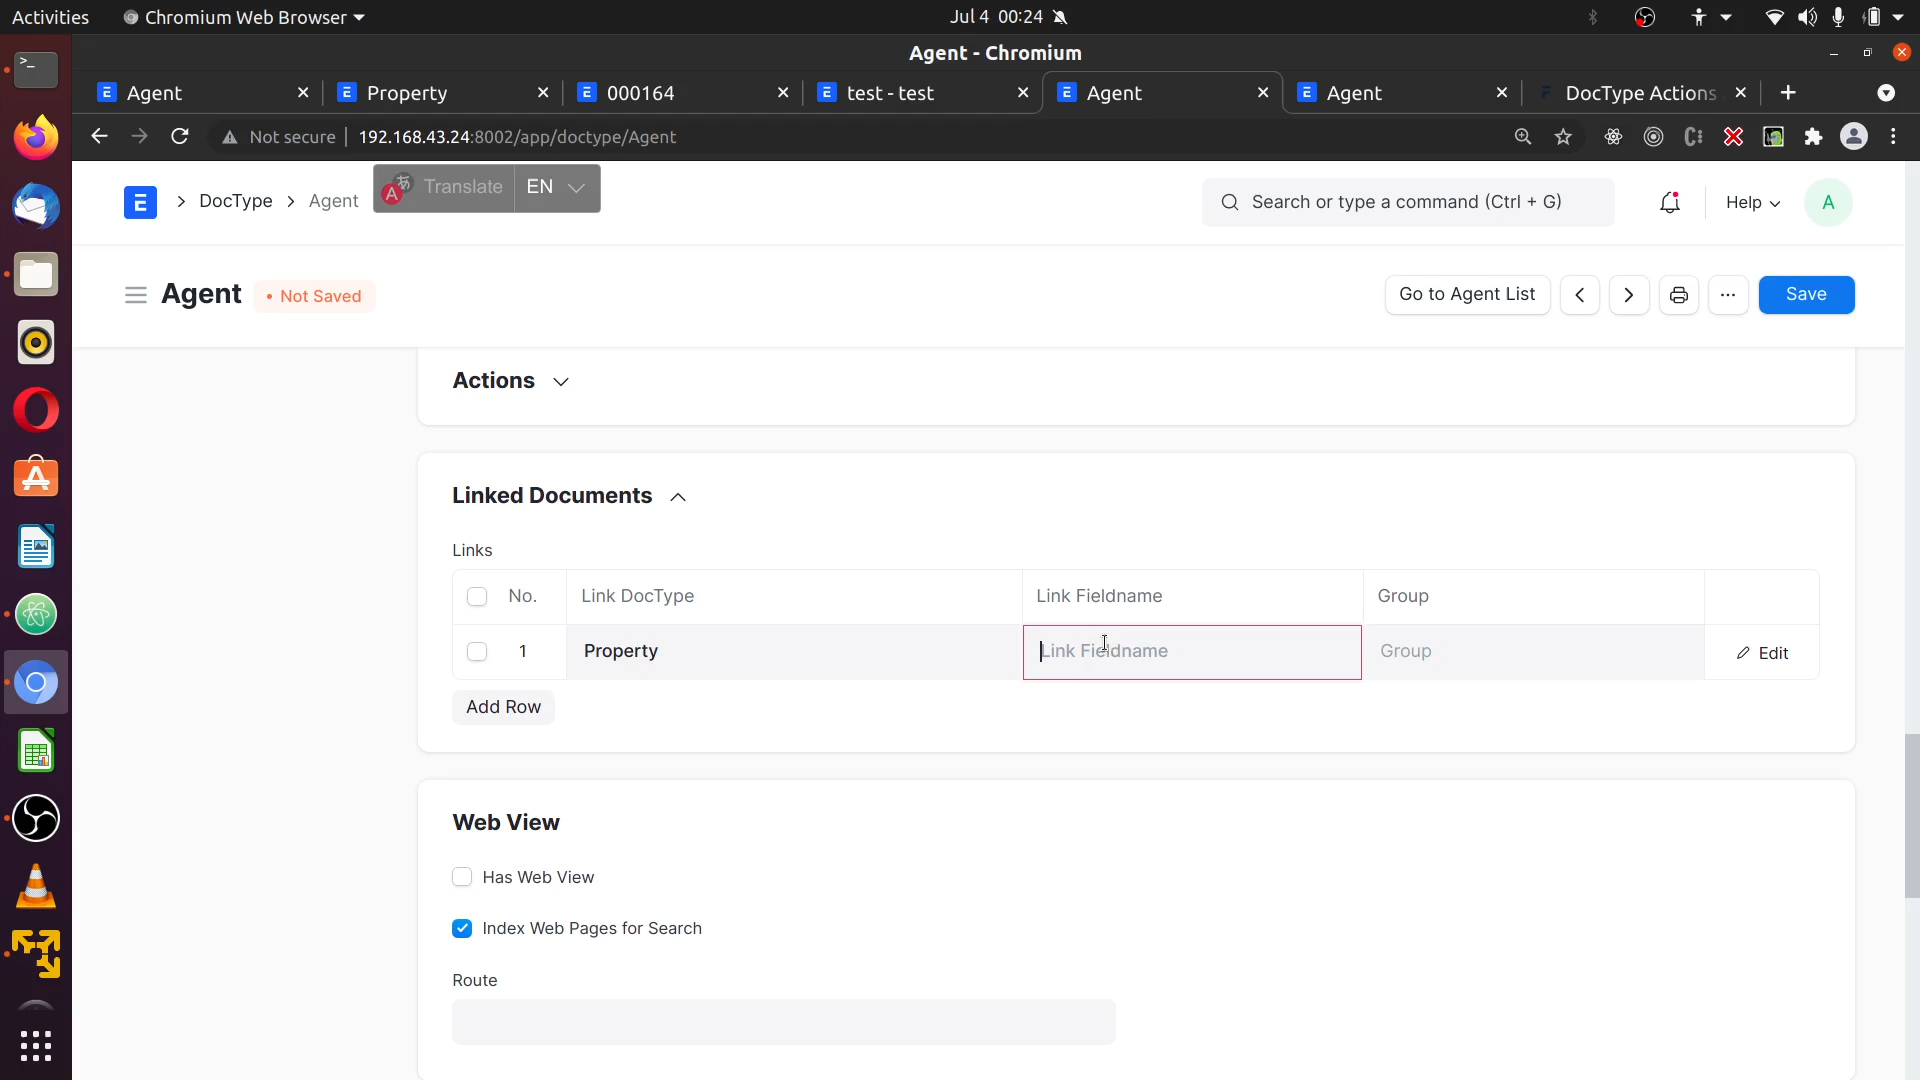 Activities
Chromium Web Browser
Jul 4 00:24
Agent - Chromium
Agent
Property
000164
test - test
Agent
Agent
DocType Actions
Not secure
192.168.43.24:8002/app/doctype/Agent
DocType
Agent
Translate
EN
Search or type a command (Ctrl + G)
Help
A
Agent
• Not Saved
Go to Agent List
Save
Actions
Linked Documents
Links
No.
Link DocType
Link Fieldname
Group
1
Property
Link Fieldname
Group
Edit
Add Row
Web View
Has Web View
Index Web Pages for Search
Route